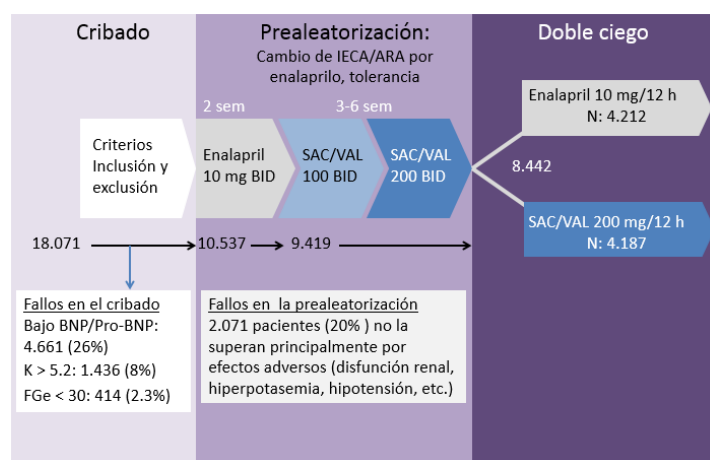 Cribado
Prealeatorización:
Cambio de IECA/ARA por
enalaprilo, tolerancia
Doble ciego
2 sem
3-6 sem
Criterios
Inclusión y
exclusión
Enalapril
10 mg BID
SAC/VAL
100 BID
SAC/VAL
200 BID
Enalapril 10 mg/12 h
N: 4.212
8.442
SAC/VAL 200 mg/12 h
N: 4.187
18.071
10.537
9.419
Fallos en el cribado
Bajo BNP/Pro-BNP:
4.661 (26%)
K > 5.2: 1.436 (8%)
FGe < 30: 414 (2.3%)
Fallos en la prealeatorización
2.071 pacientes (20% ) no la
superan principalmente por
efectos adversos (disfunción renal,
hiperpotasemia, hipotensión, etc.)